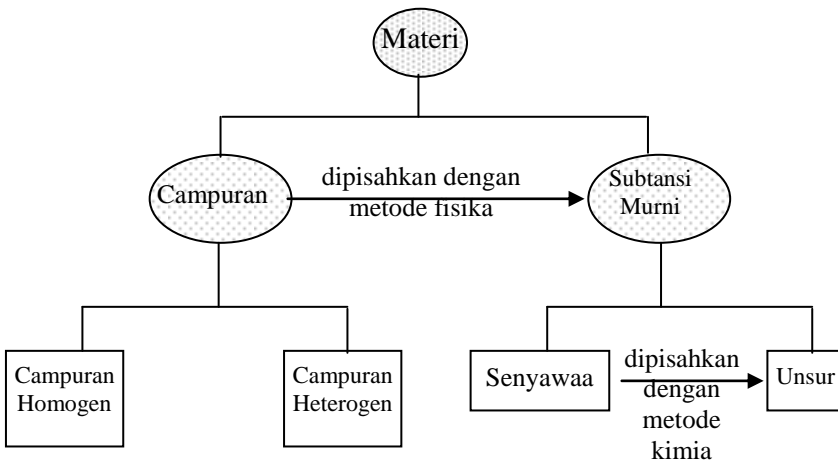 Materi
Campuran
dipisahkan dengan
metode fisika
Subtansi
Murni
Campuran
Homogen
Campuran
Heterogen
Senyawaa
dipisahkan
dengan
metode
kimia
Unsur